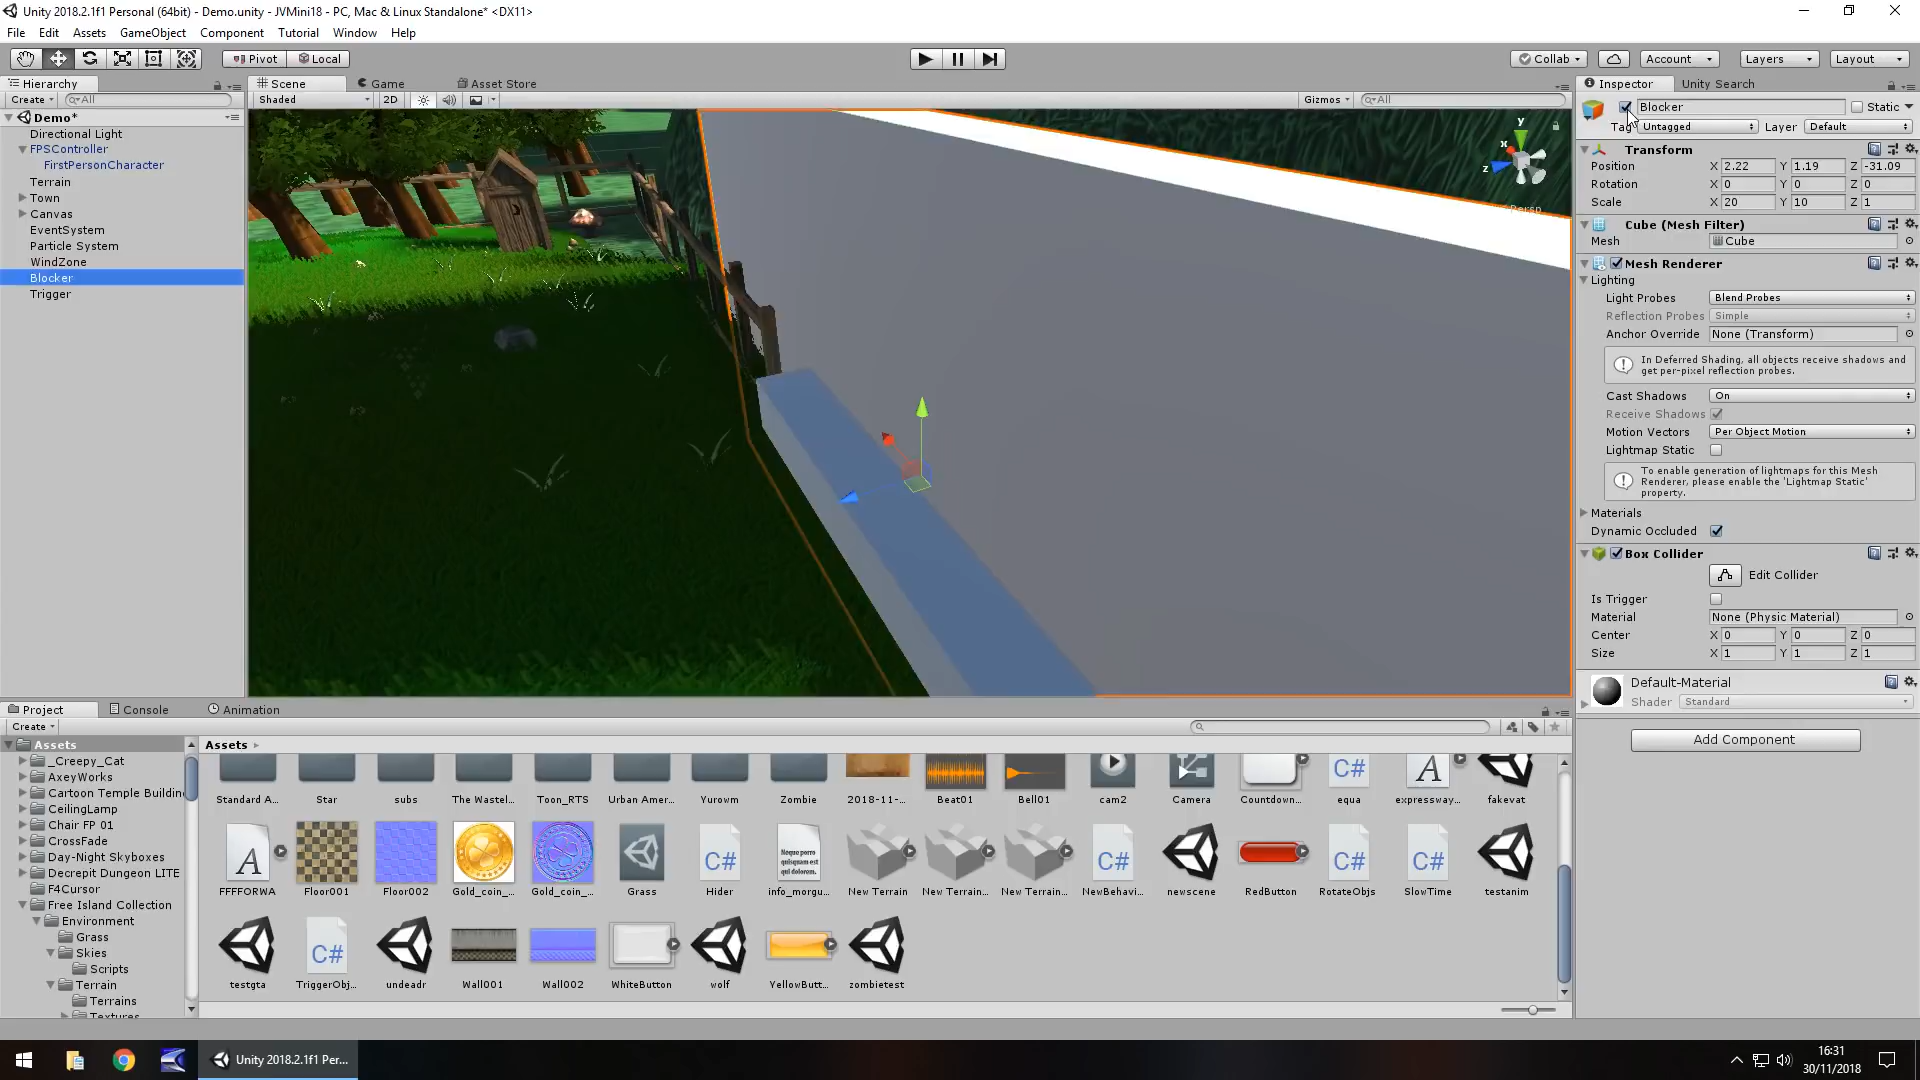 Unity 2018.2.1f1 Personal (64bit) - Demo.unity - JVMini18 - PC, Mac & Linux Standalone* <DX11>
File Edit Assets GameObject Component Tutorial Window Help
Pivot Local Collab Account Layers Layout
Hierarchy Scene Game Asset Store Inspector Unity Search
Create All Shaded 2D Gizmos All Blocker Static
Demo* Tag Untagged Layer Default
Directional Light
FPSController
FirstPersonCharacter
Terrain
Town
Canvas
EventSystem
Particle System
WindZone
Blocker
Trigger
y
x
z
Persp
Transform
Position X 2.22 Y 1.19 Z -31.09
Rotation X 0 Y 0 Z 0
Scale X 20 Y 10 Z 1
Cube (Mesh Filter)
Mesh Cube
Mesh Renderer
Lighting
Light Probes Blend Probes
Reflection Probes Simple
Anchor Override None (Transform)
In Deferred Shading, all objects receive shadows and
get per-pixel reflection probes.
Cast Shadows On
Receive Shadows
Motion Vectors Per Object Motion
Lightmap Static
To enable generation of lightmaps for this Mesh
Renderer, please enable the 'Lightmap Static'
property.
Materials
Dynamic Occluded
Box Collider
Edit Collider
Is Trigger
Material None (Physic Material)
Center X 0 Y 0 Z 0
Size X 1 Y 1 Z 1
Default-Material
Shader Standard
Add Component
Project Console Animation
Create
Assets
_Creepy_Cat
AxeyWorks
Cartoon Temple Buildin
CeilingLamp
Chair FP 01
CrossFade
Day-Night Skyboxes
Decrepit Dungeon LITE
F4Cursor
Free Island Collection
Environment
Grass
Skies
Scripts
Terrain
Terrains
Textures
Assets
Standard A... Star subs The Wastel... Toon_RTS Urban Amer... Yurowm Zombie 2018-11-... Beat01 Bell01 cam2 Camera Countdown... equa expressway... fakevat
FFFFORWA Floor001 Floor002 Gold_coin_... Gold_coin_... Grass Hider info_morgu... New Terrain New Terrain... New Terrain... NewBehavi... newscene RedButton RotateObjs SlowTime testanim
testgta TriggerObj... undeadr Wall001 Wall002 WhiteButton wolf YellowButt... zombietest
Unity 2018.2.1f1 Per...
16:31
30/11/2018